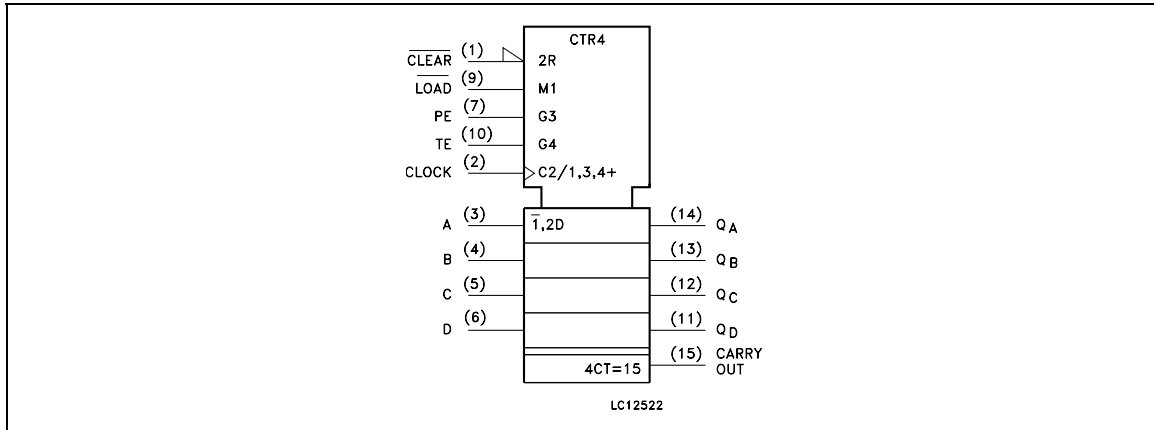 CTR4
CLEAR (1) 2R
LOAD (9) M1
PE (7) G3
TE (10) G4
CLOCK (2) C2/1,3,4+
A (3) 1̅,2D (14) QA
B (4) (13) QB
C (5) (12) QC
D (6) (11) QD
4CT=15 (15) CARRY
OUT
LC12522